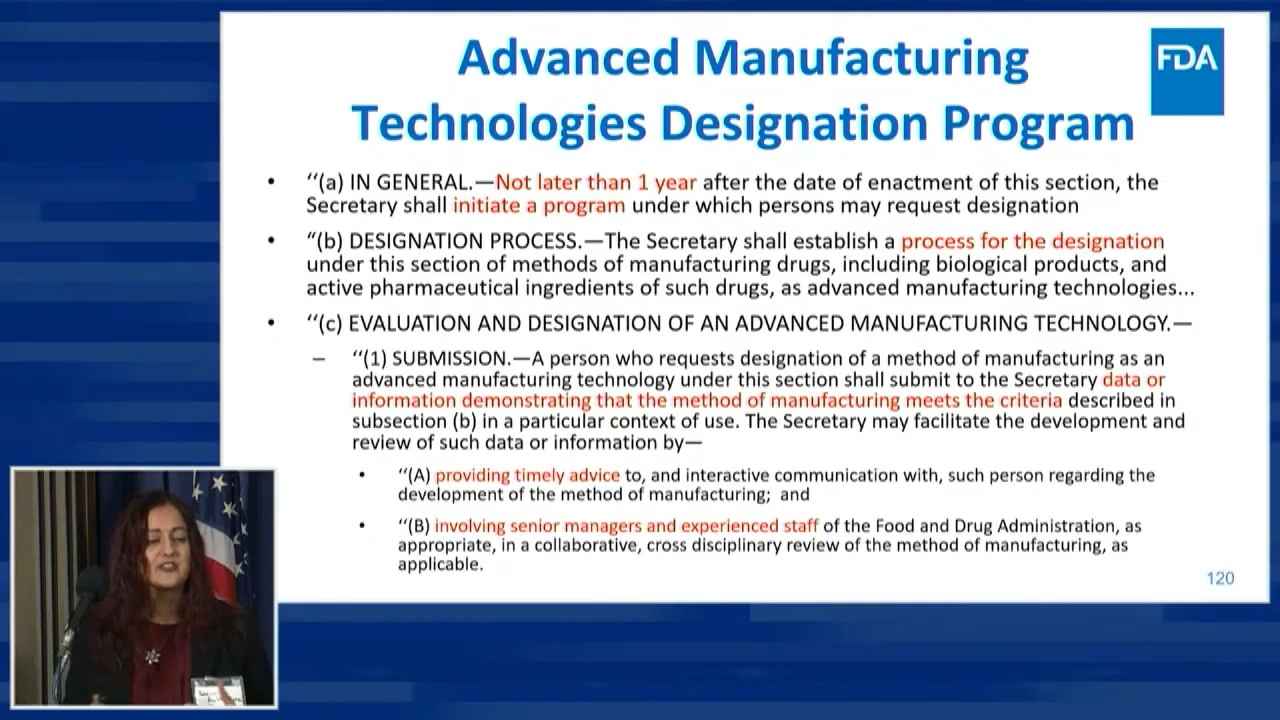 Advanced Manufacturing
Technologies Designation Program
FDA
• “(a) IN GENERAL.—Not later than 1 year after the date of enactment of this section, the
Secretary shall initiate a program under which persons may request designation
• “(b) DESIGNATION PROCESS.—The Secretary shall establish a process for the designation
under this section of methods of manufacturing drugs, including biological products, and
active pharmaceutical ingredients of such drugs, as advanced manufacturing technologies...
• “(c) EVALUATION AND DESIGNATION OF AN ADVANCED MANUFACTURING TECHNOLOGY.—
– “(1) SUBMISSION.—A person who requests designation of a method of manufacturing as an
advanced manufacturing technology under this section shall submit to the Secretary data or
information demonstrating that the method of manufacturing meets the criteria described in
subsection (b) in a particular context of use. The Secretary may facilitate the development and
review of such data or information by—
• “(A) providing timely advice to, and interactive communication with, such person regarding the
development of the method of manufacturing; and
• “(B) involving senior managers and experienced staff of the Food and Drug Administration, as
appropriate, in a collaborative, cross disciplinary review of the method of manufacturing, as
applicable.
120